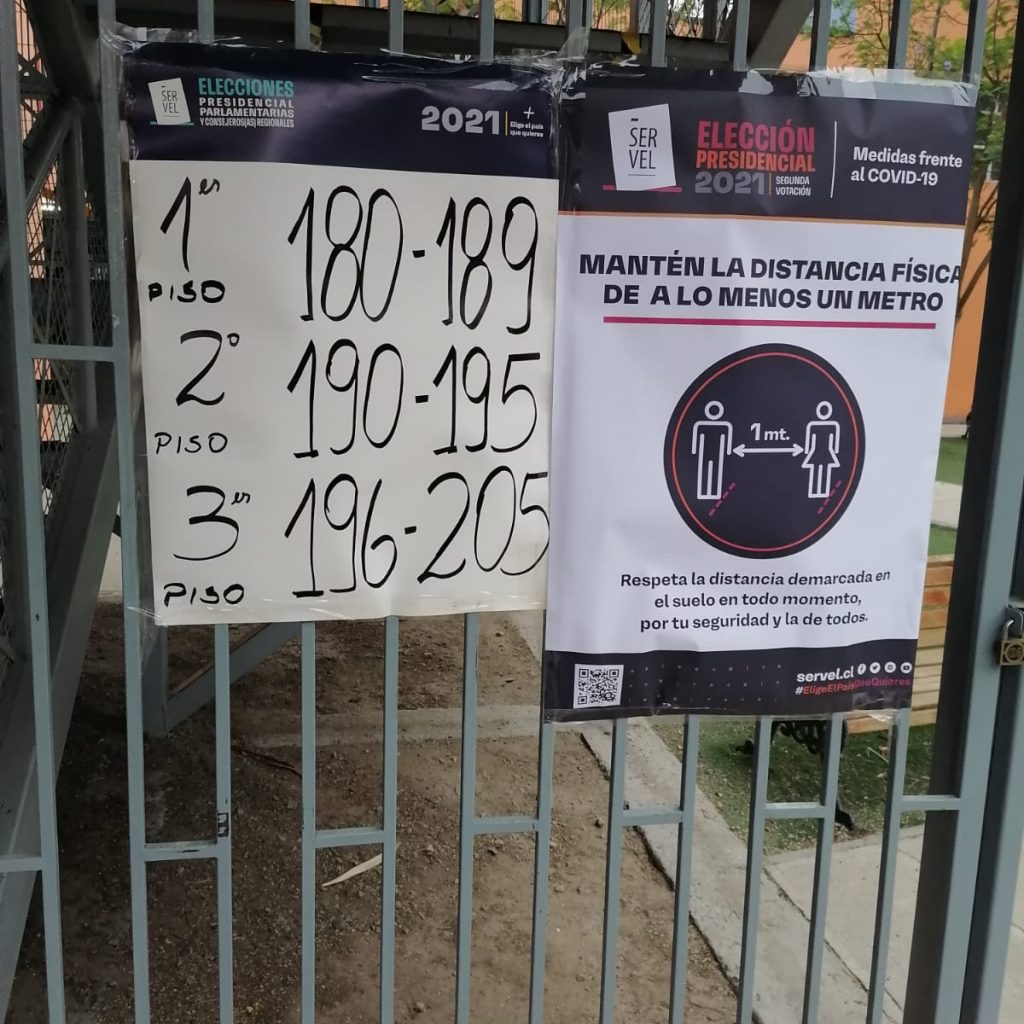 SER
VEL
ELECCIONES
PRESIDENCIAL
PARLAMENTARIAS
Y CONSEJEROS(AS) REGIONALES
2021
+
Elige el país
que quieres
1er PISO 180-189
2º PISO 190-195
3er PISO 196-205
SER
VEL
ELECCIÓN
PRESIDENCIAL
2021
SEGUNDA
VOTACIÓN
Medidas frente
al COVID-19
MANTÉN LA DISTANCIA FÍSICA
DE A LO MENOS UN METRO
1 mt.
Respeta la distancia demarcada en
el suelo en todo momento,
por tu seguridad y la de todos.
servel.cl
#EligeElPaísQueQuieres